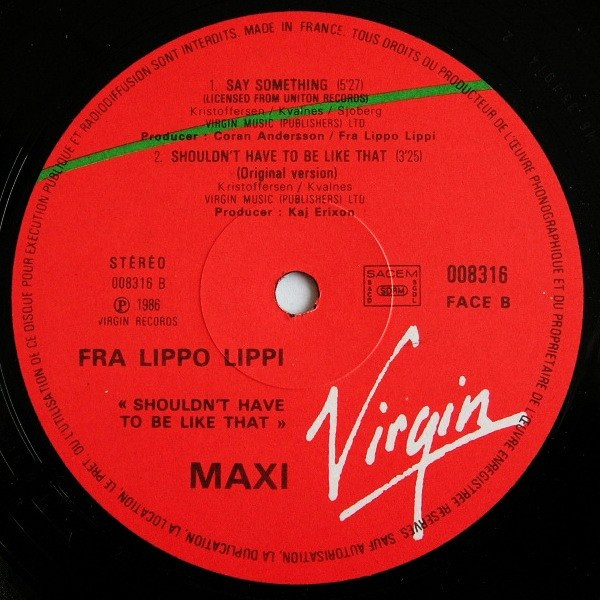 MADE IN FRANCE. TOUS DROITS DU PRODUCTEUR DE L'ŒUVRE PHONOGRAPHIQUE ET DU PROPRIETAIRE DE L'ŒUVRE ENREGISTREE RESERVES. SAUF AUTORISATION, LA DUPLICATION, LA LOCATION, LE PRET, OU L'UTILISATION DE CE DISQUE POUR EXECUTION PUBLIQUE ET RADIODIFFUSION SONT INTERDITS.
1. SAY SOMETHING (5'27)
(LICENSED FROM UNITON RECORDS)
Kristoffersen / Kvalnes / Sjoberg
VIRGIN MUSIC (PUBLISHERS) LTD
Producer : Coran Andersson / Fra Lippo Lippi
2. SHOULDN'T HAVE TO BE LIKE THAT (3'25)
(Original version)
Kristoffersen / Kvalnes
VIRGIN MUSIC (PUBLISHERS) LTD
Producer : Kaj Erixon
STÉRÉO
008316 B
℗ 1986
VIRGIN RECORDS
SACEM
SACD
SDRM
SGDL
008316
FACE B
FRA LIPPO LIPPI
« SHOULDN'T HAVE
TO BE LIKE THAT »
MAXI
Virgin